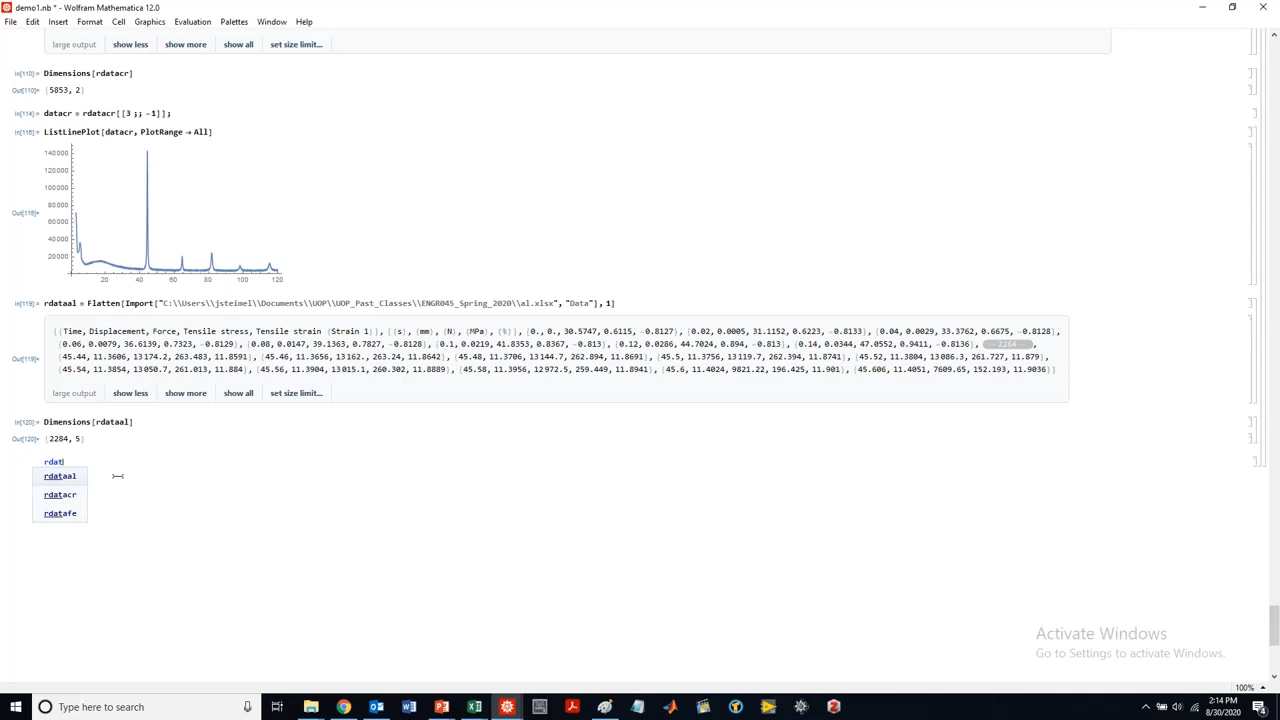 demo1.nb * - Wolfram Mathematica 12.0
File Edit Insert Format Cell Graphics Evaluation Palettes Window Help
large output show less show more show all set size limit...
In[110]:= Dimensions[rdatacr]
Out[110]= {5853, 2}
In[114]:= datacr = rdatacr[[3 ;; -1]];
In[116]:= ListLinePlot[datacr, PlotRange → All]
140000
120000
100000
80000
60000
40000
20000
Out[116]=
20 40 60 80 100 120
In[119]:= rdataal = Flatten[Import["C:\\Users\\jsteimel\\Documents\\UOP\\UOP_Past_Classes\\ENGR045_Spring_2020\\al.xlsx", "Data"], 1]
{{Time, Displacement, Force, Tensile stress, Tensile strain (Strain 1)}, {(s), (mm), (N), (MPa), (%)}, {0., 0., 30.5747, 0.6115, -0.8127}, {0.02, 0.0005, 31.1152, 0.6223, -0.8133}, {0.04, 0.0029, 33.3762, 0.6675, -0.8128},
{0.06, 0.0079, 36.6139, 0.7323, -0.8129}, {0.08, 0.0147, 39.1363, 0.7827, -0.8128}, {0.1, 0.0219, 41.8353, 0.8367, -0.813}, {0.12, 0.0286, 44.7024, 0.894, -0.813}, {0.14, 0.0344, 47.0552, 0.9411, -0.8136}, ... 2264 ...,
Out[119]= {45.44, 11.3606, 13174.2, 263.483, 11.8591}, {45.46, 11.3656, 13162., 263.24, 11.8642}, {45.48, 11.3706, 13144.7, 262.894, 11.8691}, {45.5, 11.3756, 13119.7, 262.394, 11.8741}, {45.52, 11.3804, 13086.3, 261.727, 11.879},
{45.54, 11.3854, 13050.7, 261.013, 11.884}, {45.56, 11.3904, 13015.1, 260.302, 11.8889}, {45.58, 11.3956, 12972.5, 259.449, 11.8941}, {45.6, 11.4024, 9821.22, 196.425, 11.901}, {45.606, 11.4051, 7609.65, 152.193, 11.9036}}
large output show less show more show all set size limit...
In[120]:= Dimensions[rdataal]
Out[120]= {2284, 5}
rdat
rdataal
rdatacr
rdatafe
Activate Windows
Go to Settings to activate Windows.
100%
Type here to search
2:14 PM
8/30/2020
4